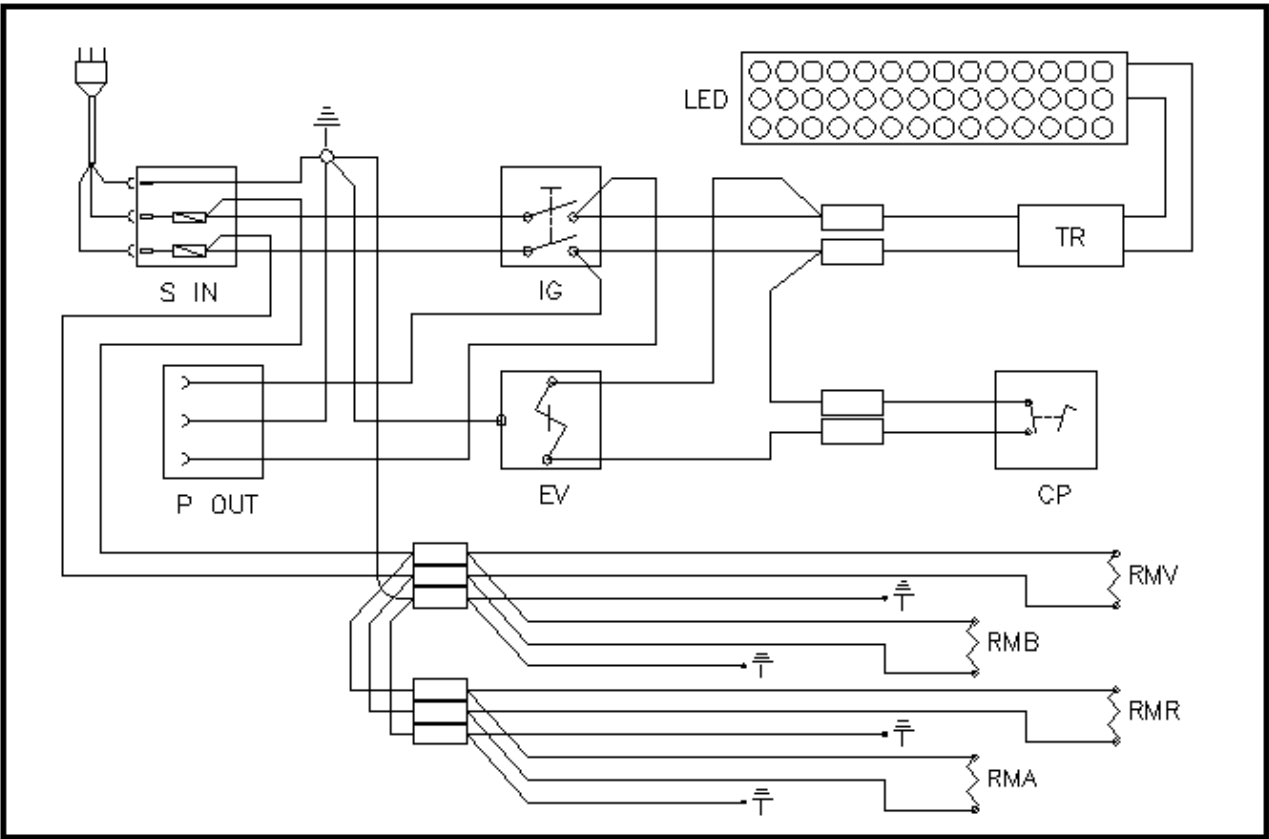 LED
TR
S IN
IG
P OUT
EV
CP
RMV
RMB
RMR
RMA